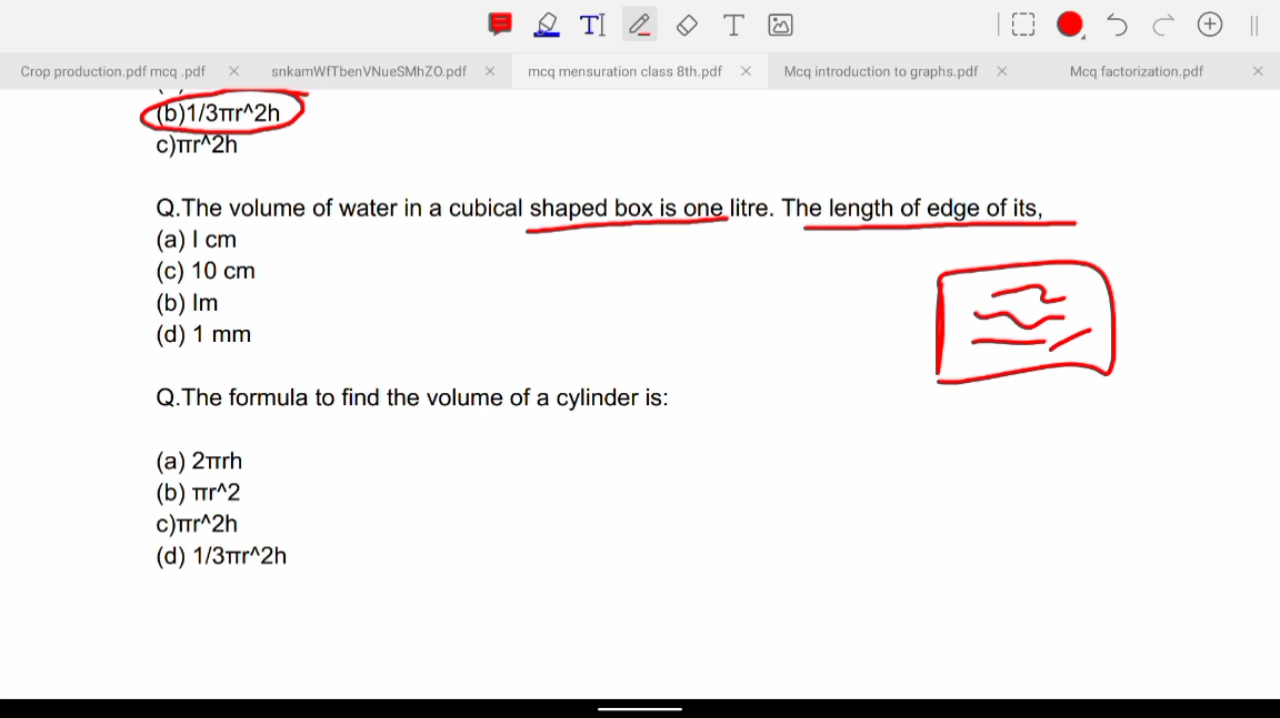 Crop production.pdf mcq .pdf
snkamWfTbenVNueSMhZO.pdf
mcq mensuration class 8th.pdf
Mcq introduction to graphs.pdf
Mcq factorization.pdf
(b)1/3πr^2h
c)πr^2h
Q.The volume of water in a cubical shaped box is one litre. The length of edge of its,
(a) l cm
(c) 10 cm
(b) lm
(d) 1 mm
Q.The formula to find the volume of a cylinder is:
(a) 2πrh
(b) πr^2
c)πr^2h
(d) 1/3πr^2h